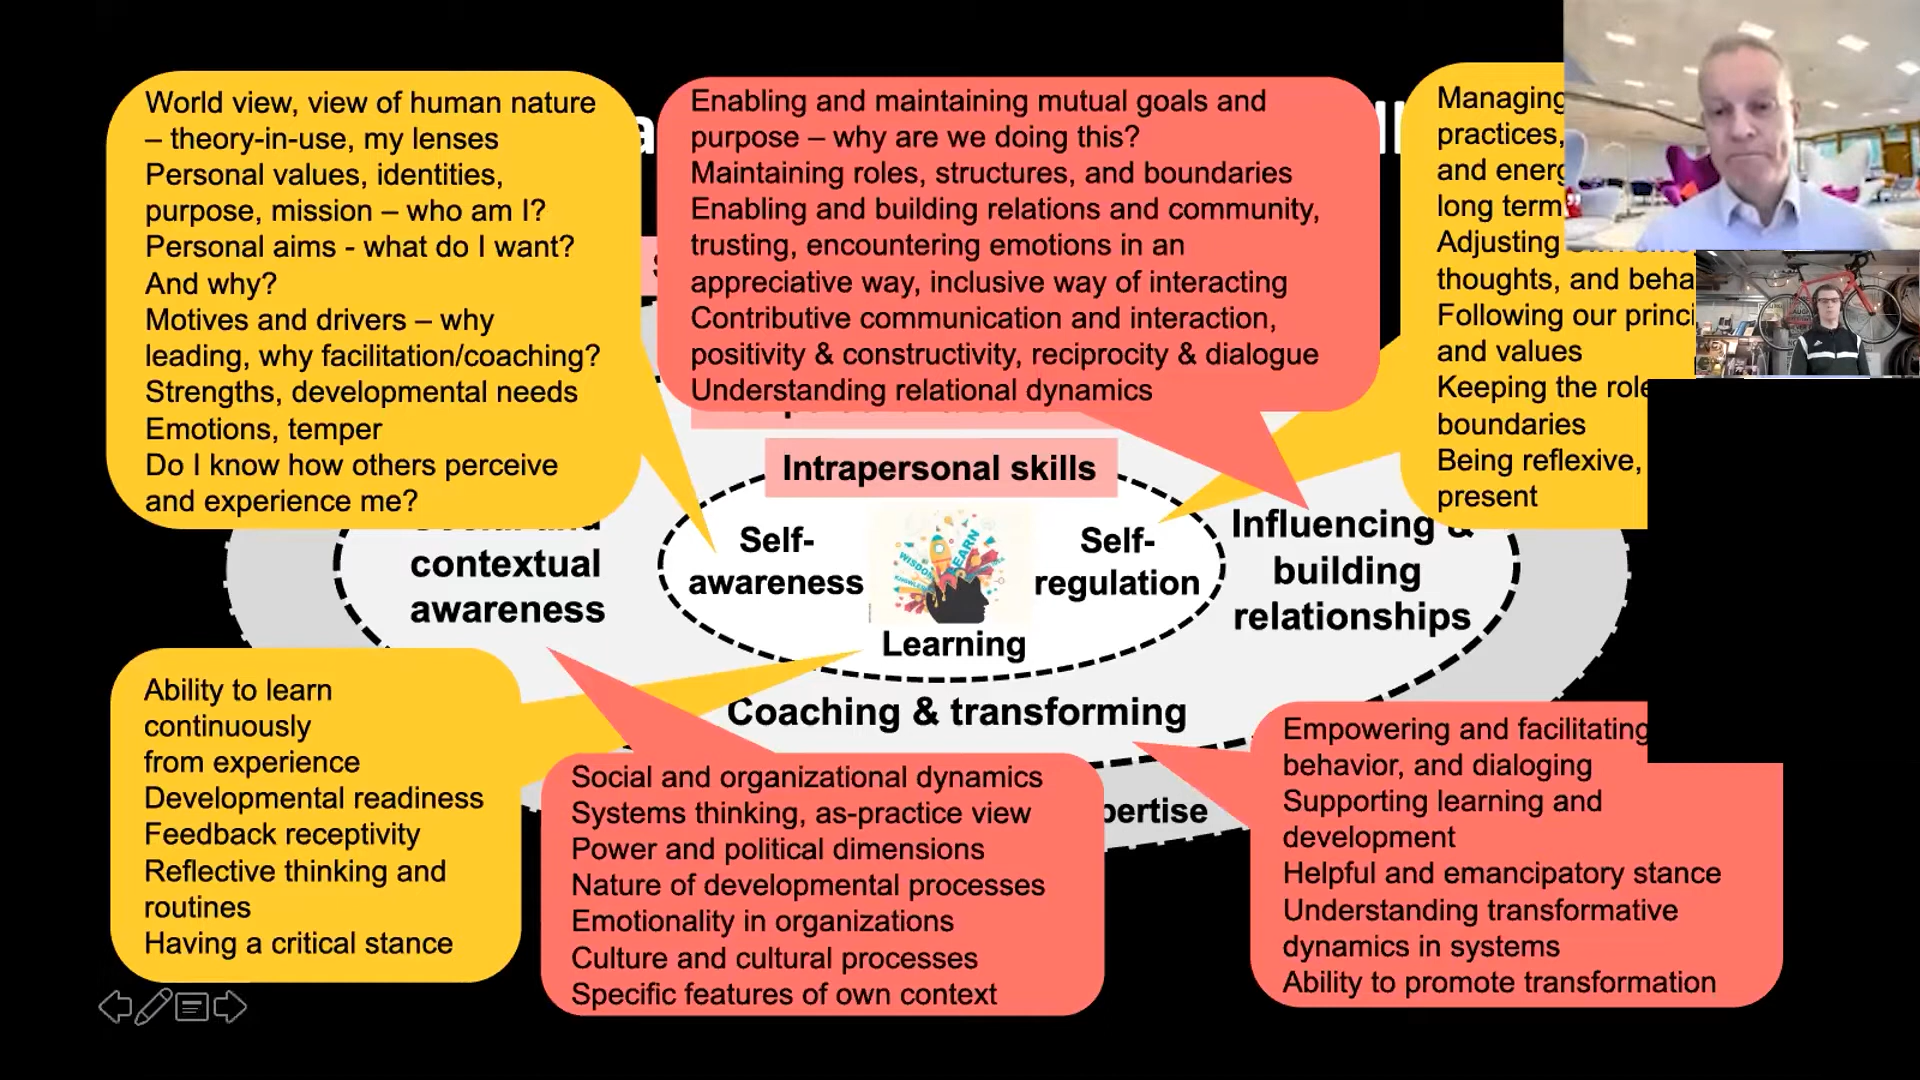 World view, view of human nature
– theory-in-use, my lenses
Personal values, identities,
purpose, mission – who am I?
Personal aims - what do I want?
And why?
Motives and drivers – why
leading, why facilitation/coaching?
Strengths, developmental needs
Emotions, temper
Do I know how others perceive
and experience me?
Enabling and maintaining mutual goals and
purpose – why are we doing this?
Maintaining roles, structures, and boundaries
Enabling and building relations and community,
trusting, encountering emotions in an
appreciative way, inclusive way of interacting
Contributive communication and interaction,
positivity & constructivity, reciprocity & dialogue
Understanding relational dynamics
Managing
practices,
and energ
long term
Adjusting
thoughts, and beha
Following our princi
and values
Keeping the role
boundaries
Being reflexive,
present
Intrapersonal skills
Self-
awareness
WISDOM
LEARN
Self-
regulation
Learning
contextual
awareness
Influencing &
building
relationships
Coaching & transforming
pertise
Ability to learn
continuously
from experience
Developmental readiness
Feedback receptivity
Reflective thinking and
routines
Having a critical stance
Social and organizational dynamics
Systems thinking, as-practice view
Power and political dimensions
Nature of developmental processes
Emotionality in organizations
Culture and cultural processes
Specific features of own context
Empowering and facilitating
behavior, and dialoging
Supporting learning and
development
Helpful and emancipatory stance
Understanding transformative
dynamics in systems
Ability to promote transformation